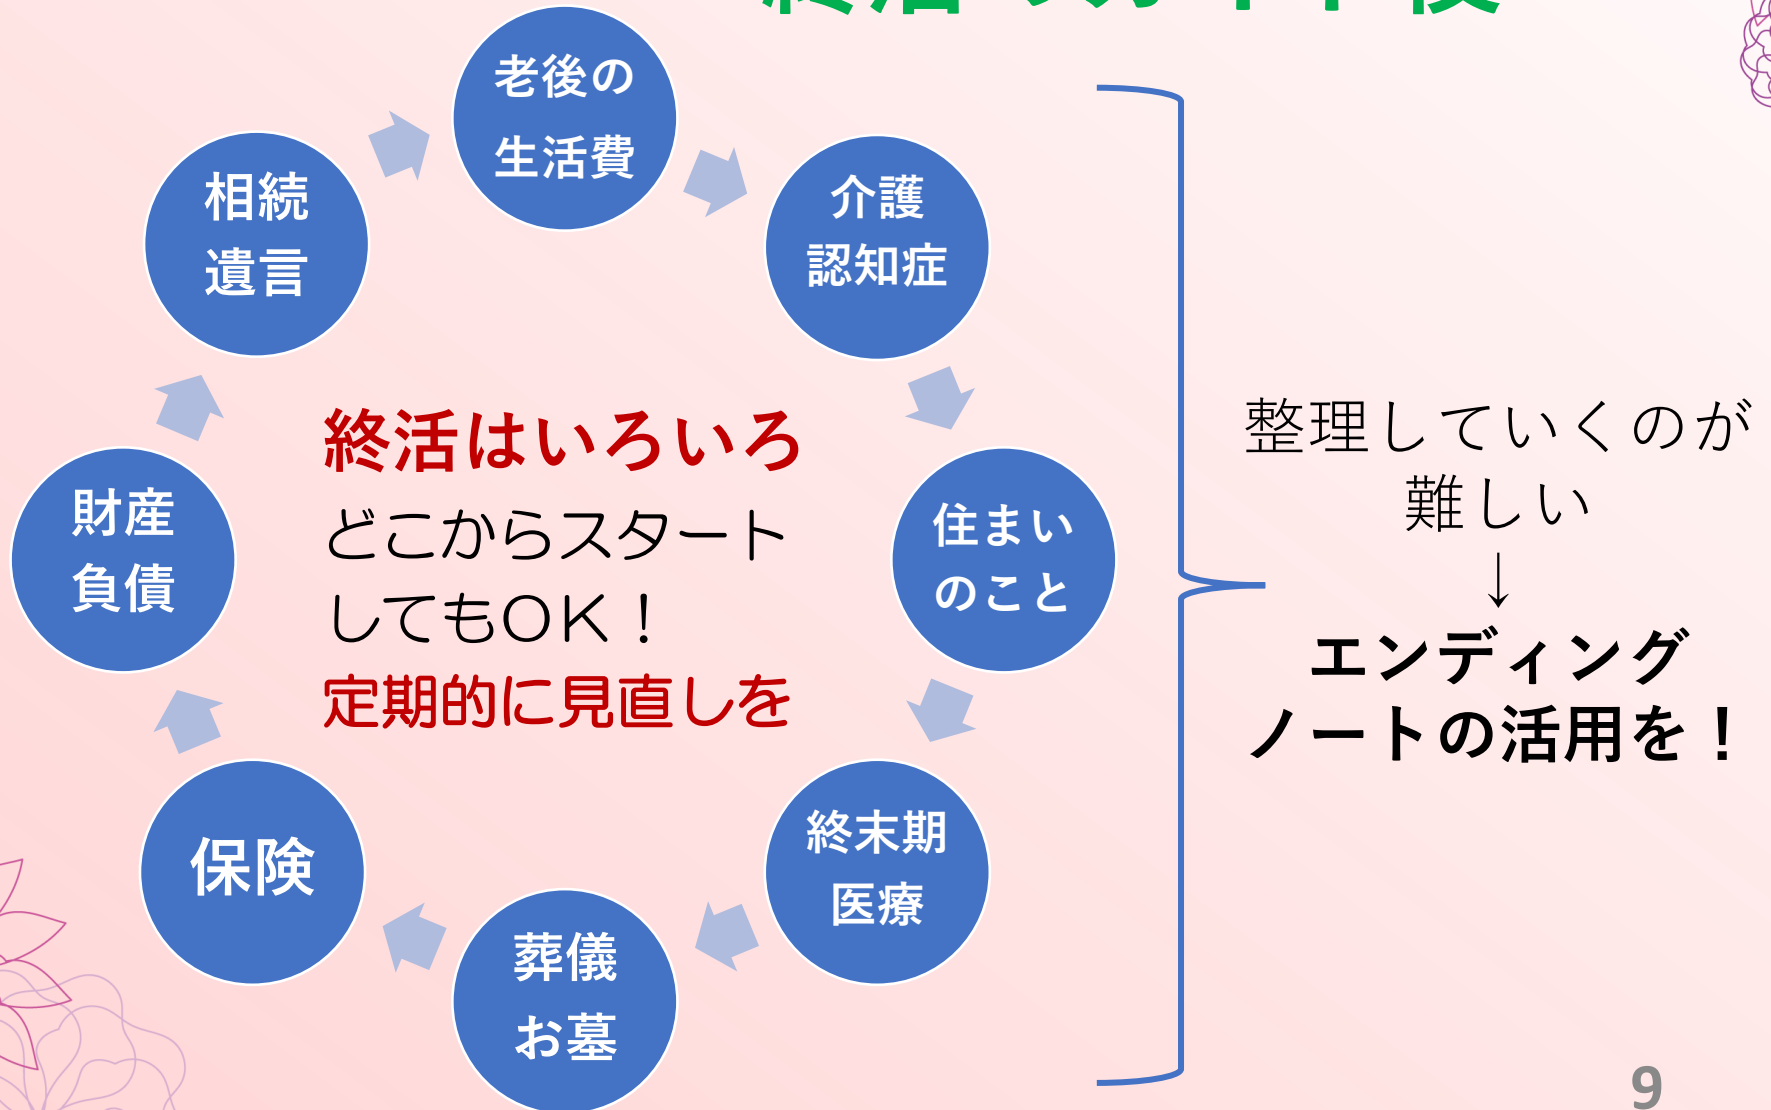 老後の
生活費
介護
認知症
住まい
のこと
終末期
医療
葬儀
お墓
保険
財産
負債
相続
遺言
終活はいろいろ
どこからスタート
してもOK！
定期的に見直しを
整理していくのが
難しい
↓
エンディング
ノートの活用を！
9